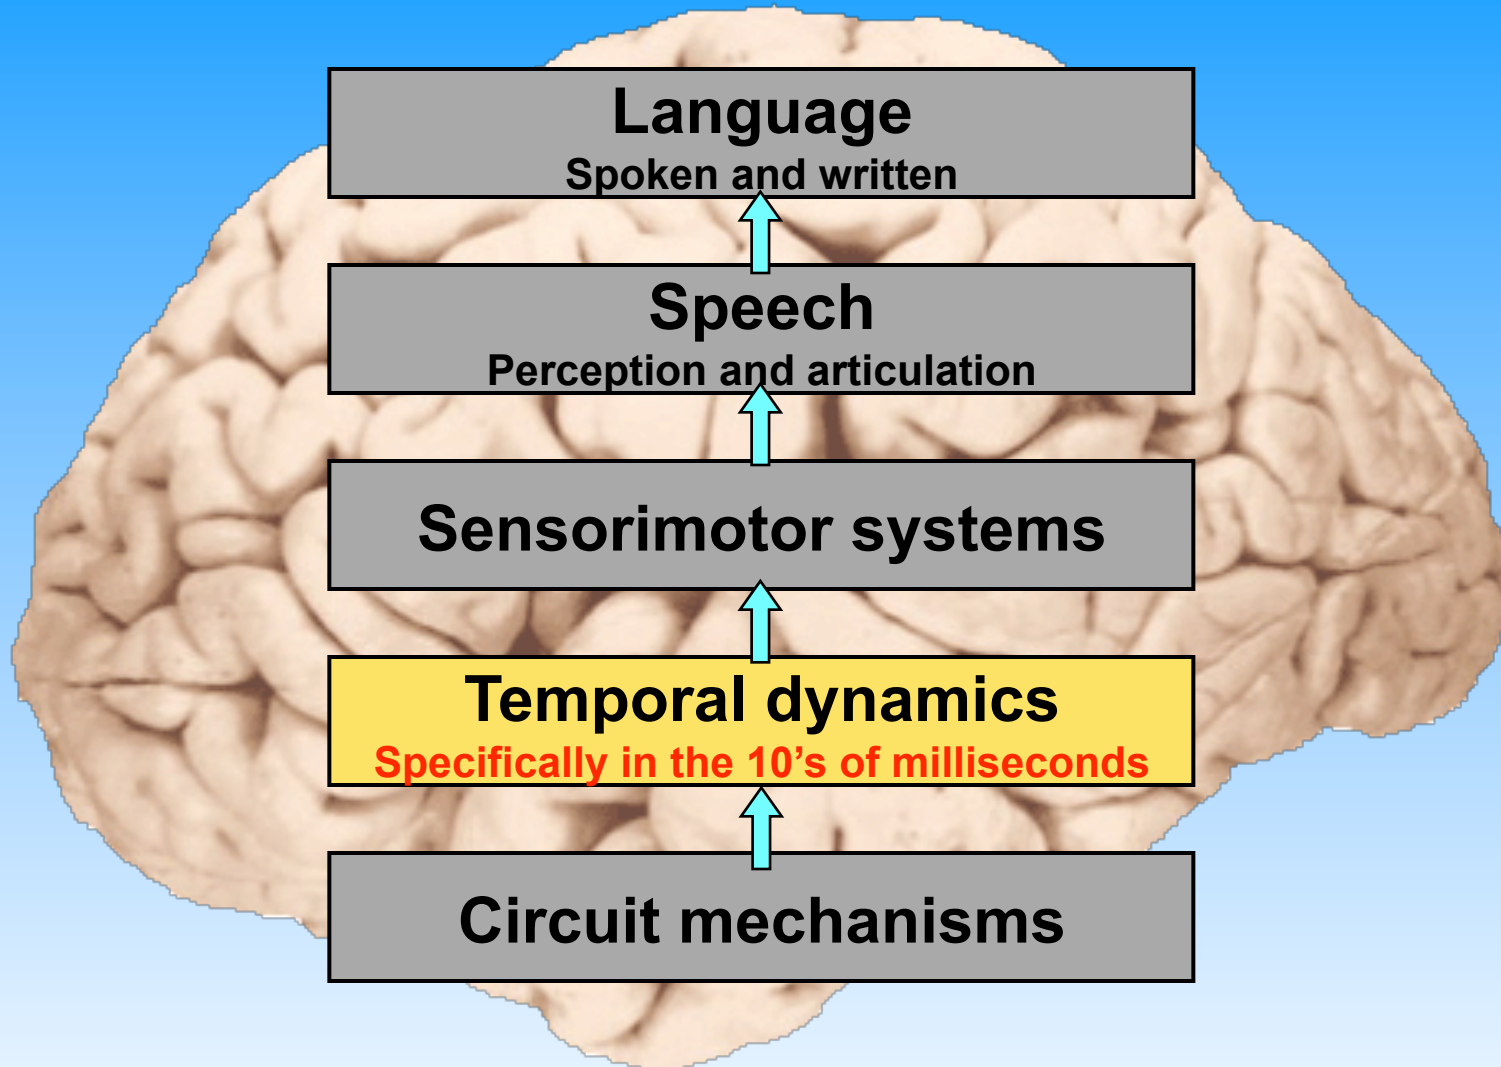 Language
Spoken and written
Speech
Perception and articulation
Sensorimotor systems
Temporal dynamics
Specifically in the 10’s of milliseconds
Circuit mechanisms